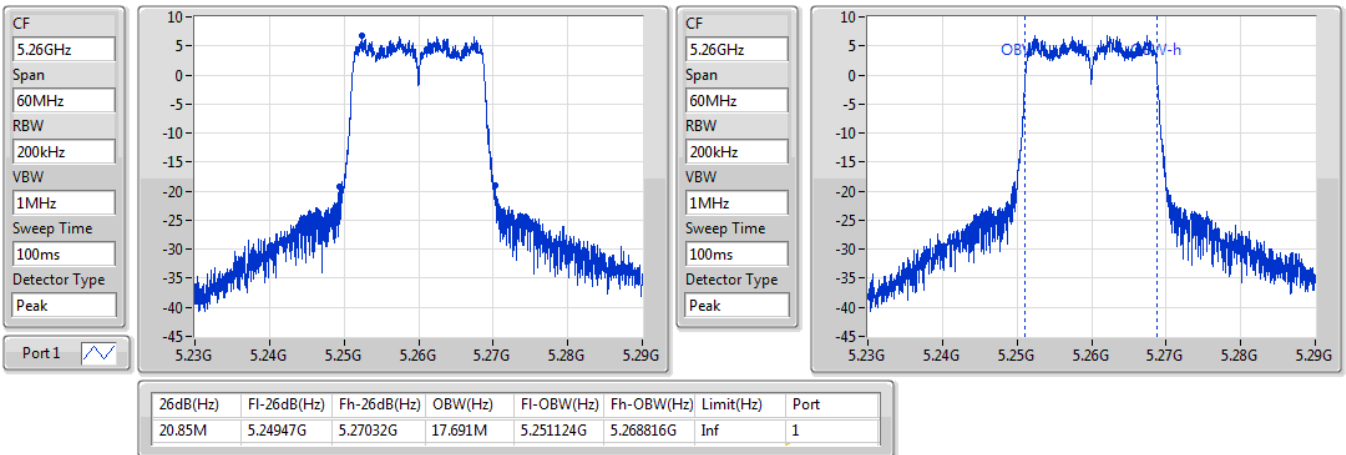 CF
5.26GHz
Span
60MHz
RBW
200kHz
VBW
1MHz
Sweep Time
100ms
Detector Type
Peak
Port 1
10
5
0
-5
-10
-15
-20
-25
-30
-35
-40
-45
5.23G 5.24G 5.25G 5.26G 5.27G 5.28G 5.29G
CF
5.26GHz
Span
60MHz
RBW
200kHz
VBW
1MHz
Sweep Time
100ms
Detector Type
Peak
10
5
0
-5
-10
-15
-20
-25
-30
-35
-40
-45
5.23G 5.24G 5.25G 5.26G 5.27G 5.28G 5.29G
26dB(Hz) Fl-26dB(Hz) Fh-26dB(Hz) OBW(Hz) Fl-OBW(Hz) Fh-OBW(Hz) Limit(Hz) Port
20.85M 5.24947G 5.27032G 17.691M 5.251124G 5.268816G Inf 1